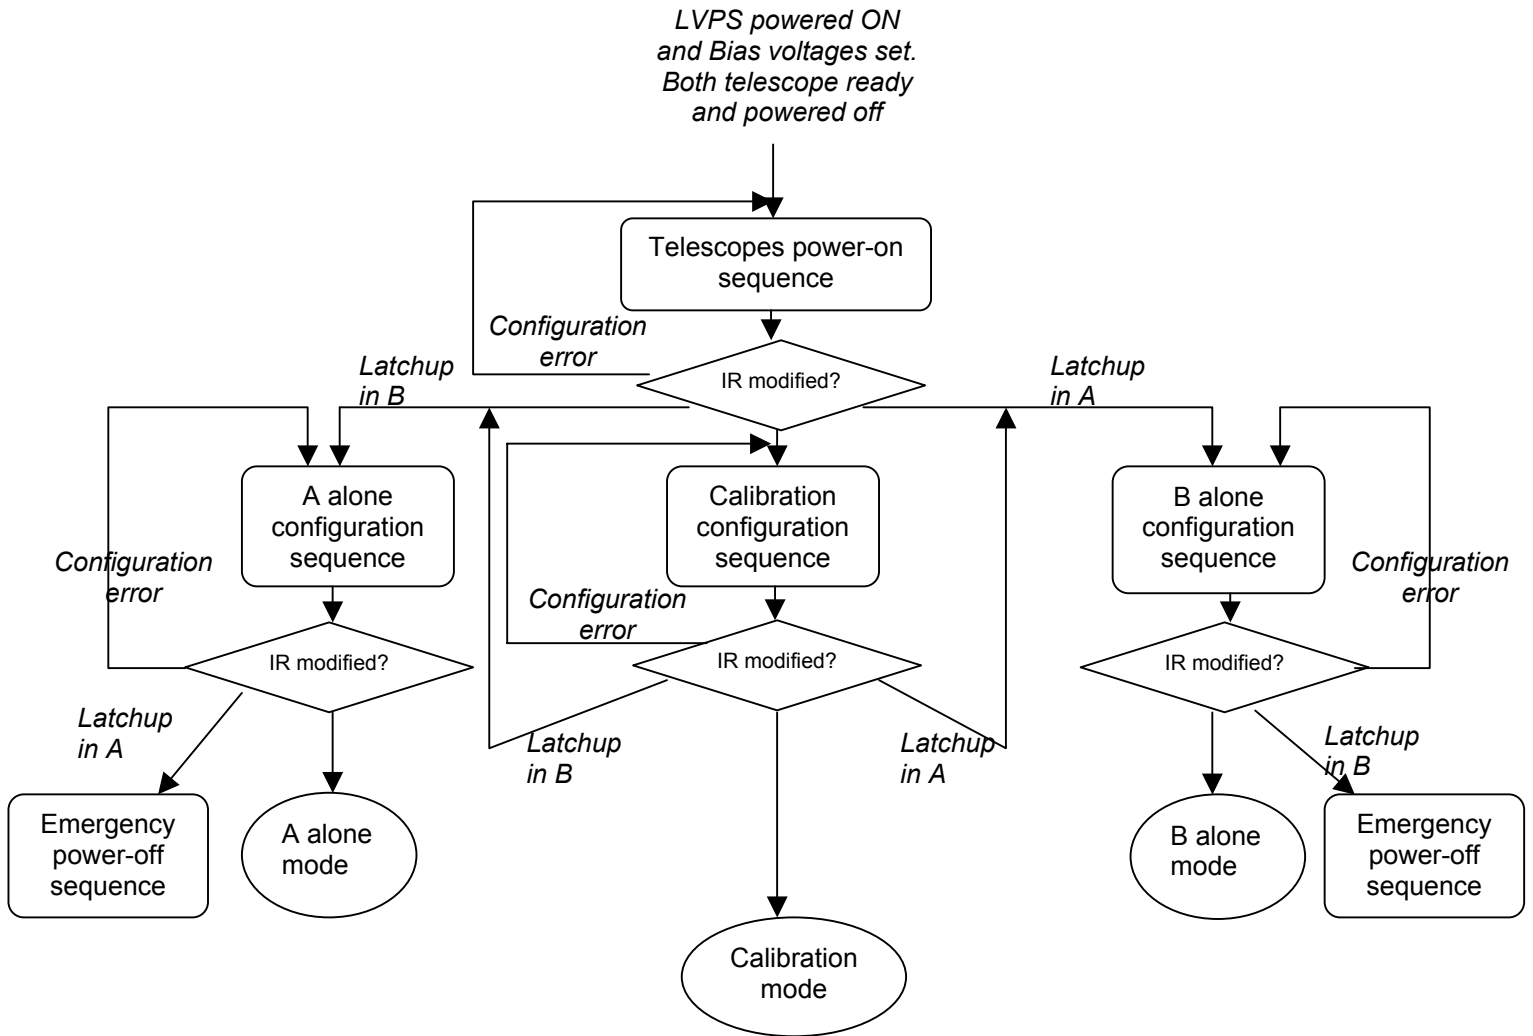 LVPS powered ON
and Bias voltages set.
Both telescope ready
and powered off
Telescopes power-on
sequence
Configuration
error
IR modified?
Latchup
in B
Latchup
in A
A alone
configuration
sequence
Calibration
configuration
sequence
B alone
configuration
sequence
Configuration
error
Configuration
error
Configuration
error
IR modified?
IR modified?
IR modified?
Latchup
in A
Latchup
in B
Latchup
in A
Latchup
in B
Emergency
power-off
sequence
A alone
mode
B alone
mode
Emergency
power-off
sequence
Calibration
mode